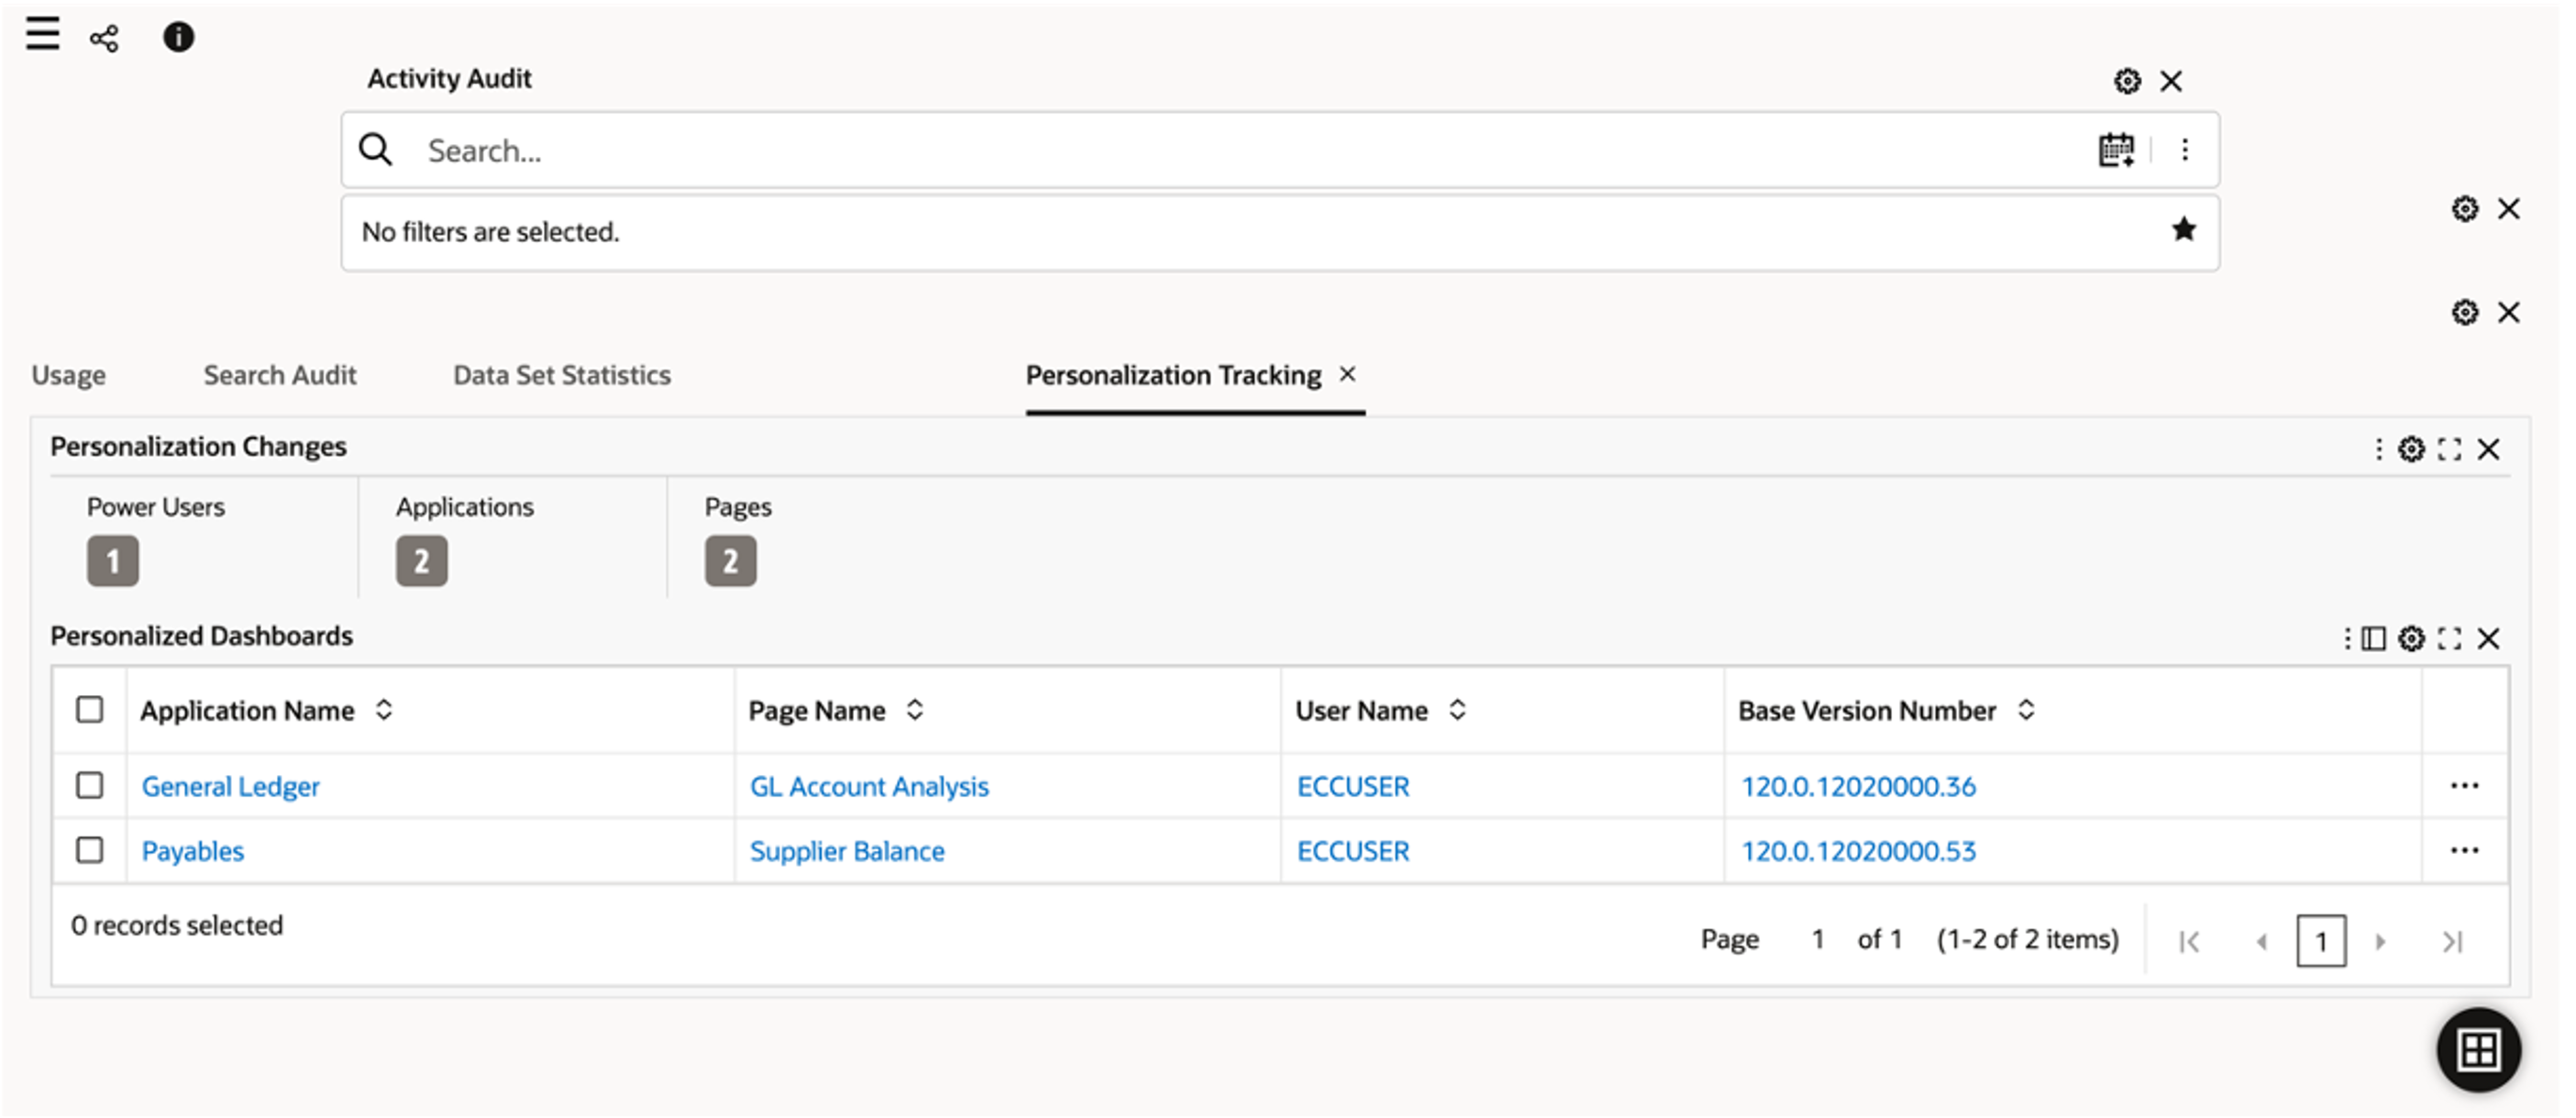 Activity Audit
Search...
No filters are selected.
Usage Search Audit Data Set Statistics Personalization Tracking
Personalization Changes
Power Users Applications Pages
1 2 2
Personalized Dashboards
Application Name Page Name User Name Base Version Number
General Ledger GL Account Analysis ECCUSER 120.0.12020000.36
Payables Supplier Balance ECCUSER 120.0.12020000.53
0 records selected
Page 1 of 1 (1-2 of 2 items) 1